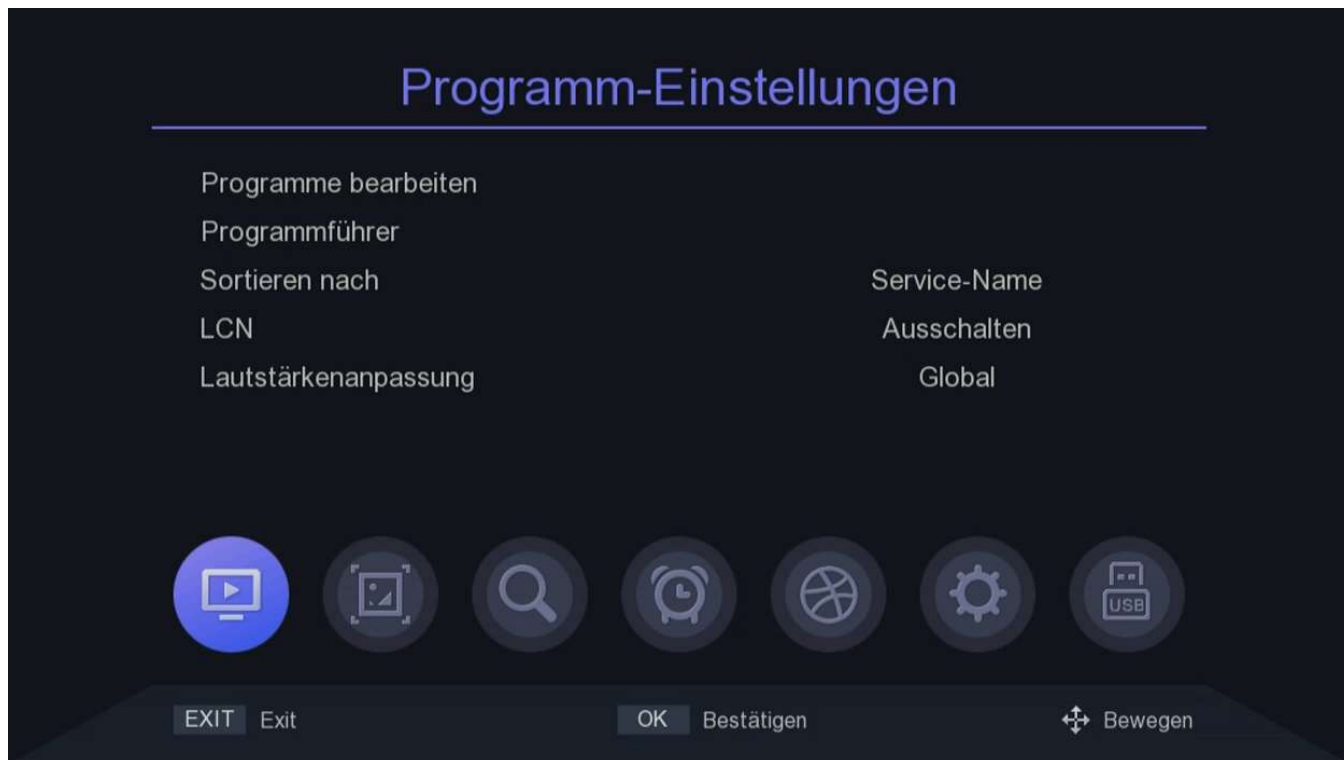 Programm-Einstellungen
Programme bearbeiten
Programmführer
Sortieren nach Service-Name
LCN Ausschalten
Lautstärkenanpassung Global
USB
EXIT Exit OK Bestätigen Bewegen